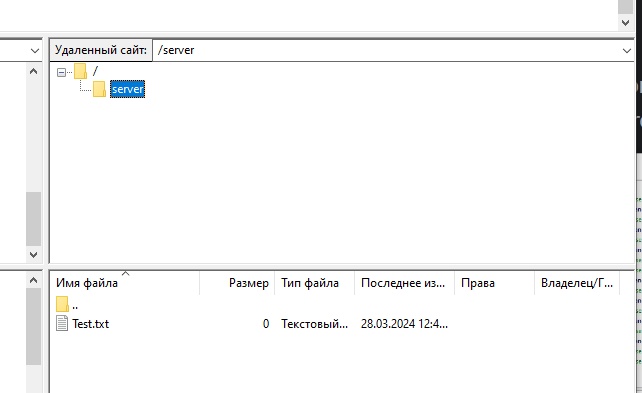 Удаленный сайт: /server
/
server
Имя файла Размер Тип файла Последнее из... Права Владелец/Г...
..
Test.txt 0 Текстовый... 28.03.2024 12:4...